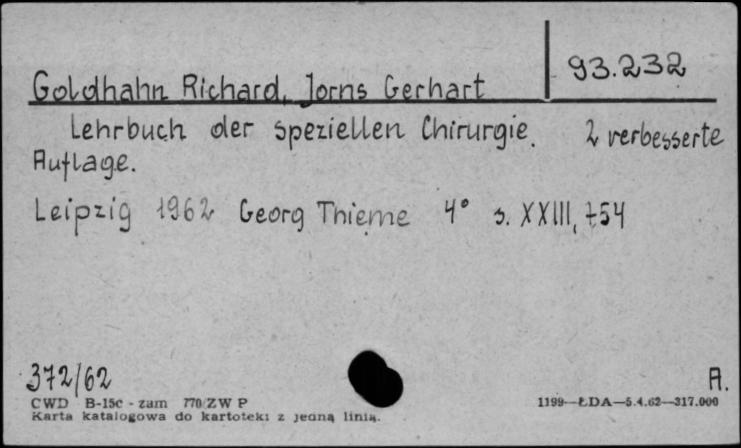 93.232
Goldhahn Richard, Jorns Gerhart
Lehrbuch der speziellen Chirurgie. 2 verbesserte
Auflage.
Leipzig 1962 Georg Thieme 4° s. XXIII, 754
372/62
A.
CWD B-15c - zam 770/ZW P
1199—ŁDA—5.4.62—317.000
Karta katalogowa do kartoteki z jedną linią.